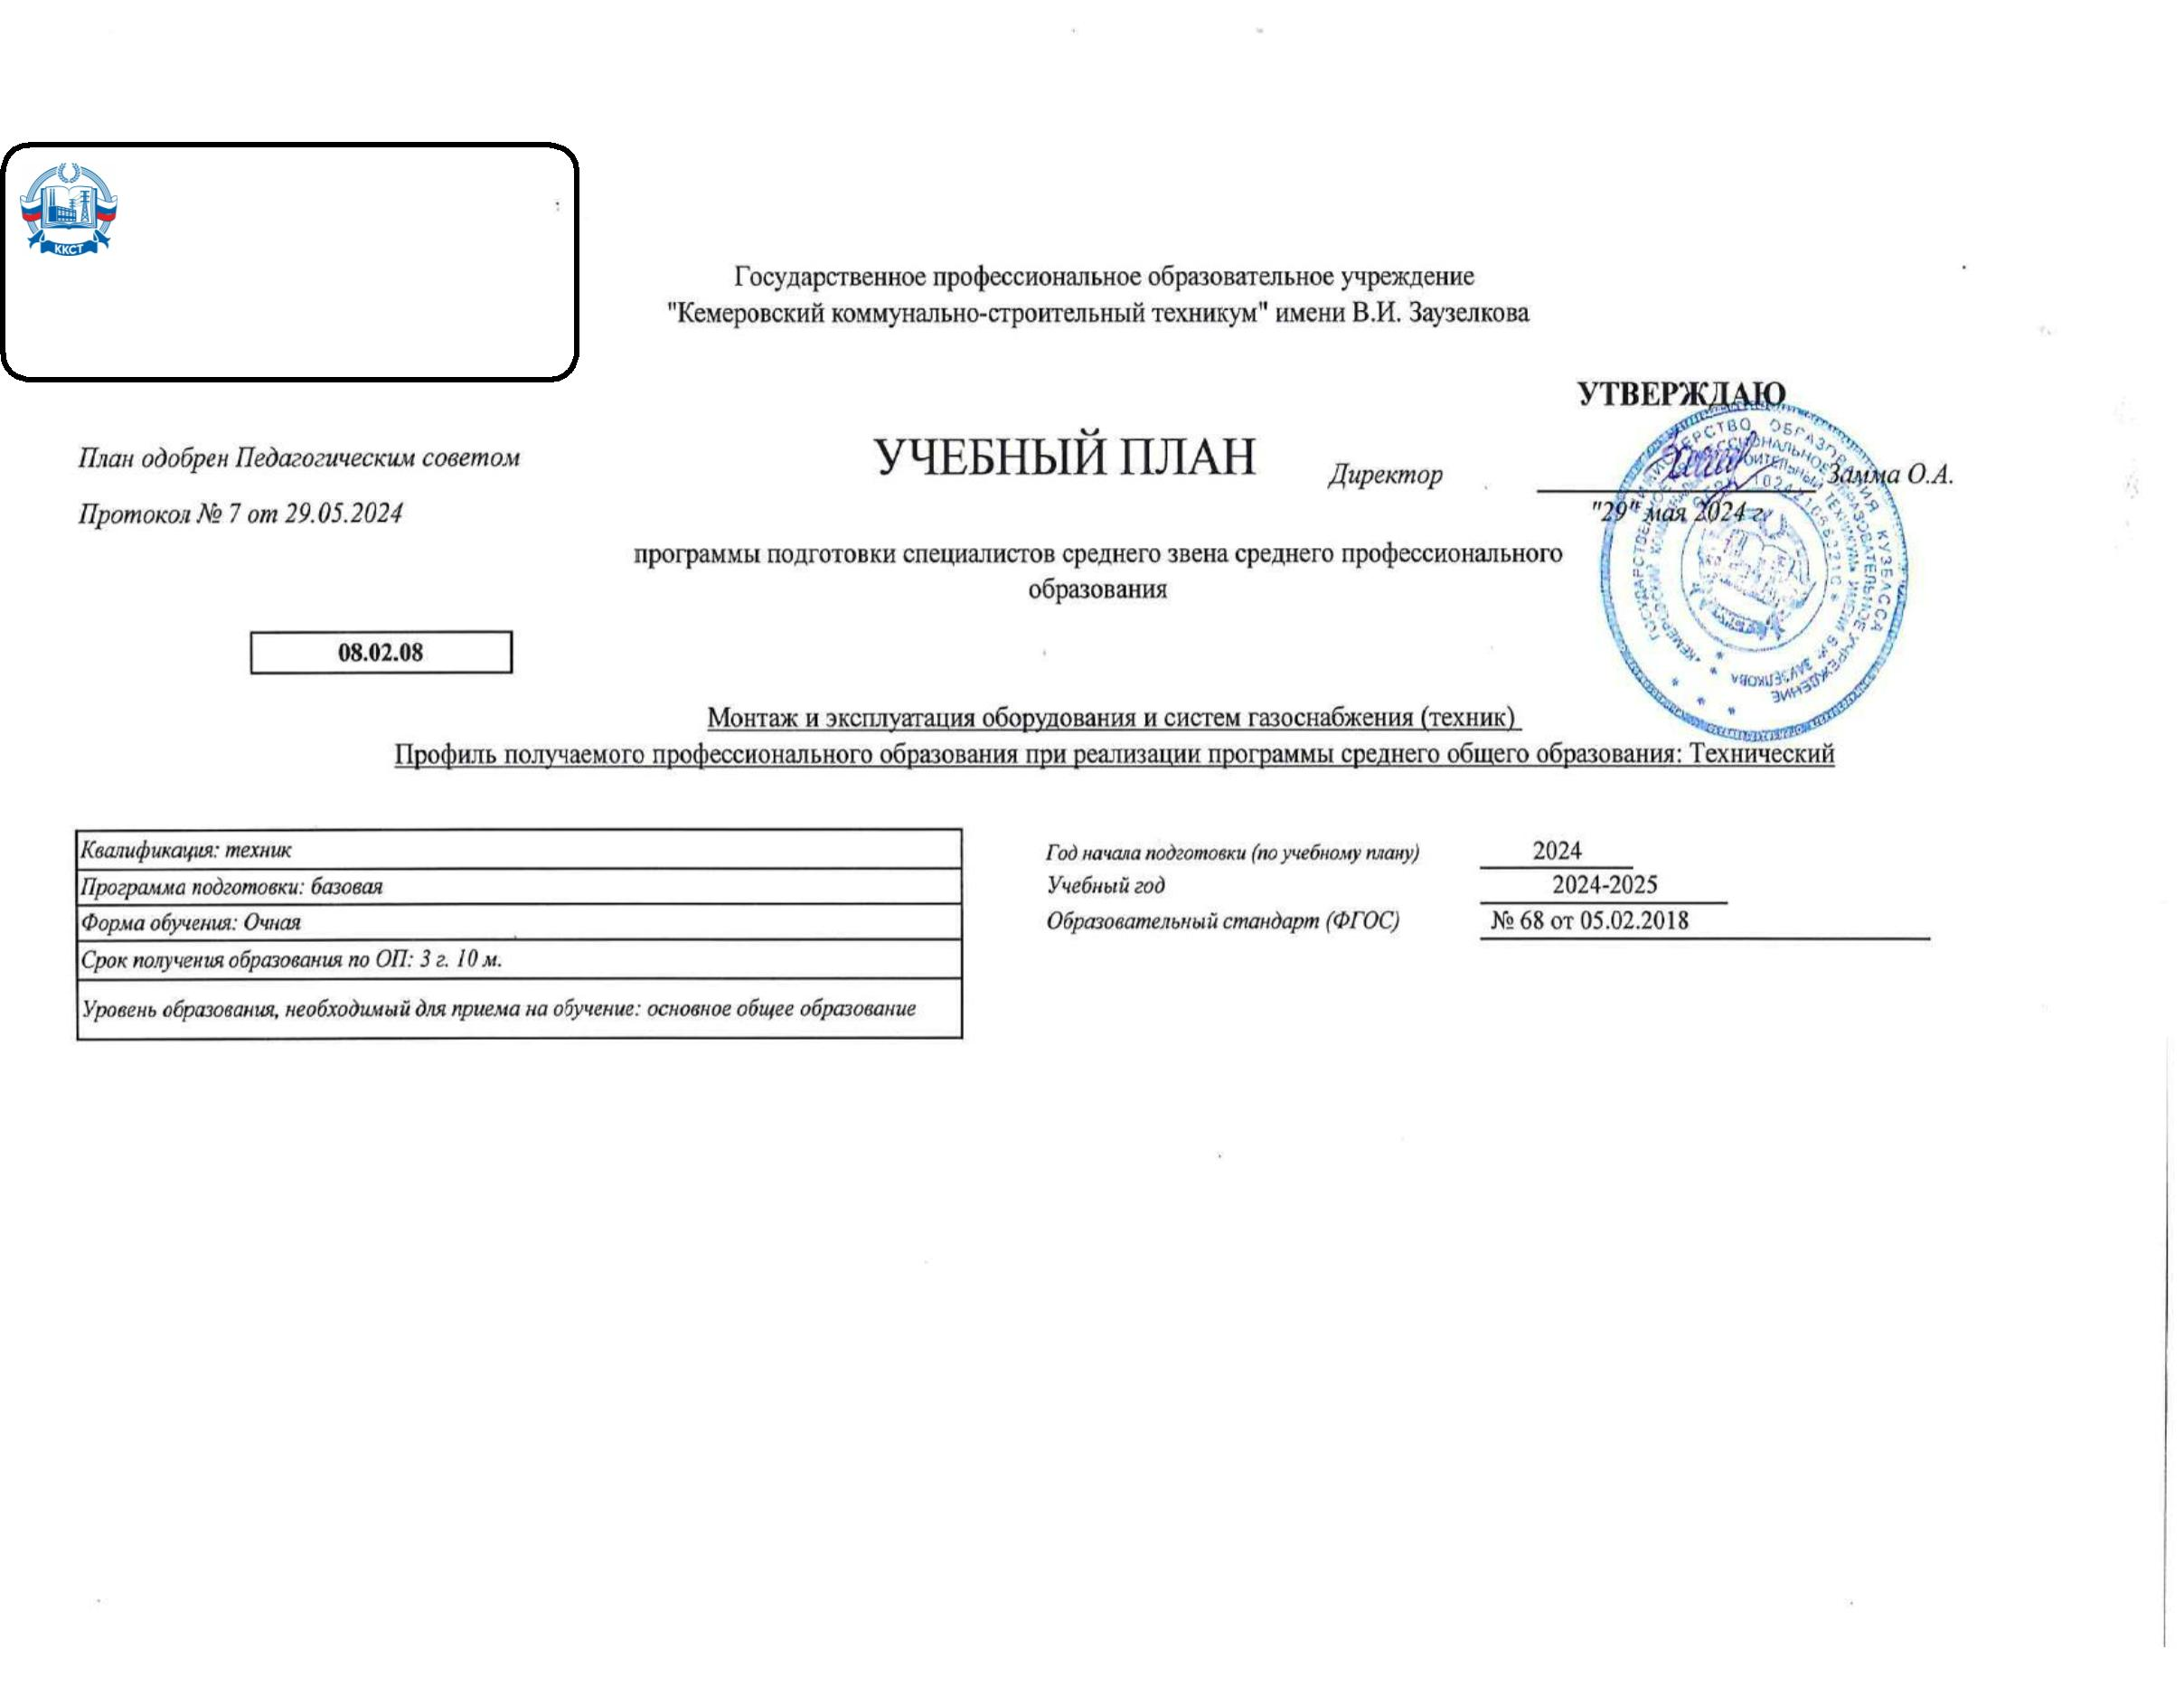 ККСТ
Государственное профессиональное образовательное учреждение
"Кемеровский коммунально-строительный техникум" имени В.И. Заузелкова
УТВЕРЖДАЮ
План одобрен Педагогическим советом
УЧЕБНЫЙ ПЛАН
Директор
Замма О.А.
Протокол № 7 от 29.05.2024
"29" мая 2024 г.
программы подготовки специалистов среднего звена среднего профессионального
образования
08.02.08
Монтаж и эксплуатация оборудования и систем газоснабжения (техник)
Профиль получаемого профессионального образования при реализации программы среднего общего образования: Технический
Квалификация: техник
Программа подготовки: базовая
Форма обучения: Очная
Срок получения образования по ОП: 3 г. 10 м.
Уровень образования, необходимый для приема на обучение: основное общее образование
Год начала подготовки (по учебному плану) 2024
Учебный год 2024-2025
Образовательный стандарт (ФГОС) № 68 от 05.02.2018